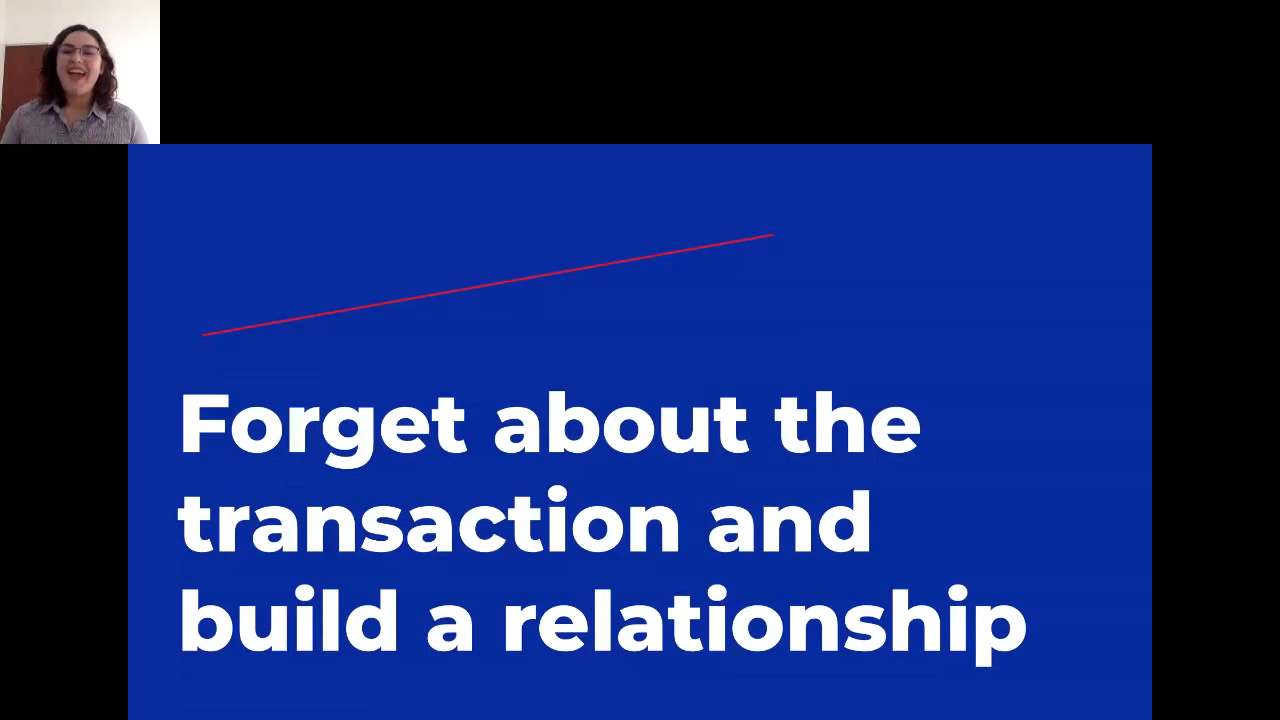 Forget about the
transaction and
build a relationship